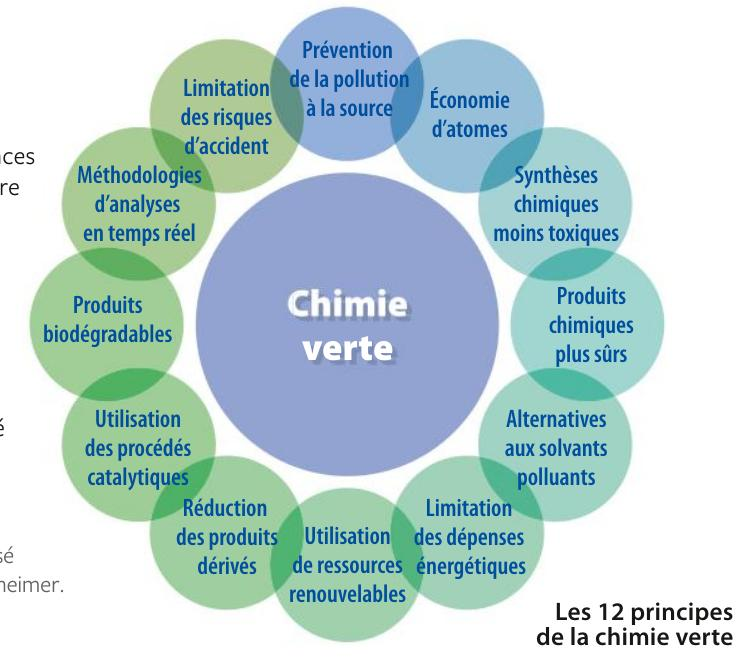 Prévention
de la pollution
à la source
Économie
d'atomes
Synthèses
chimiques
moins toxiques
Produits
chimiques
plus sûrs
Alternatives
aux solvants
polluants
Limitation
des dépenses
énergétiques
Utilisation
de ressources
renouvelables
Réduction
des produits
dérivés
Utilisation
des procédés
catalytiques
Produits
biodégradables
Méthodologies
d'analyses
en temps réel
Limitation
des risques
d'accident
Chimie
verte
Les 12 principes
de la chimie verte